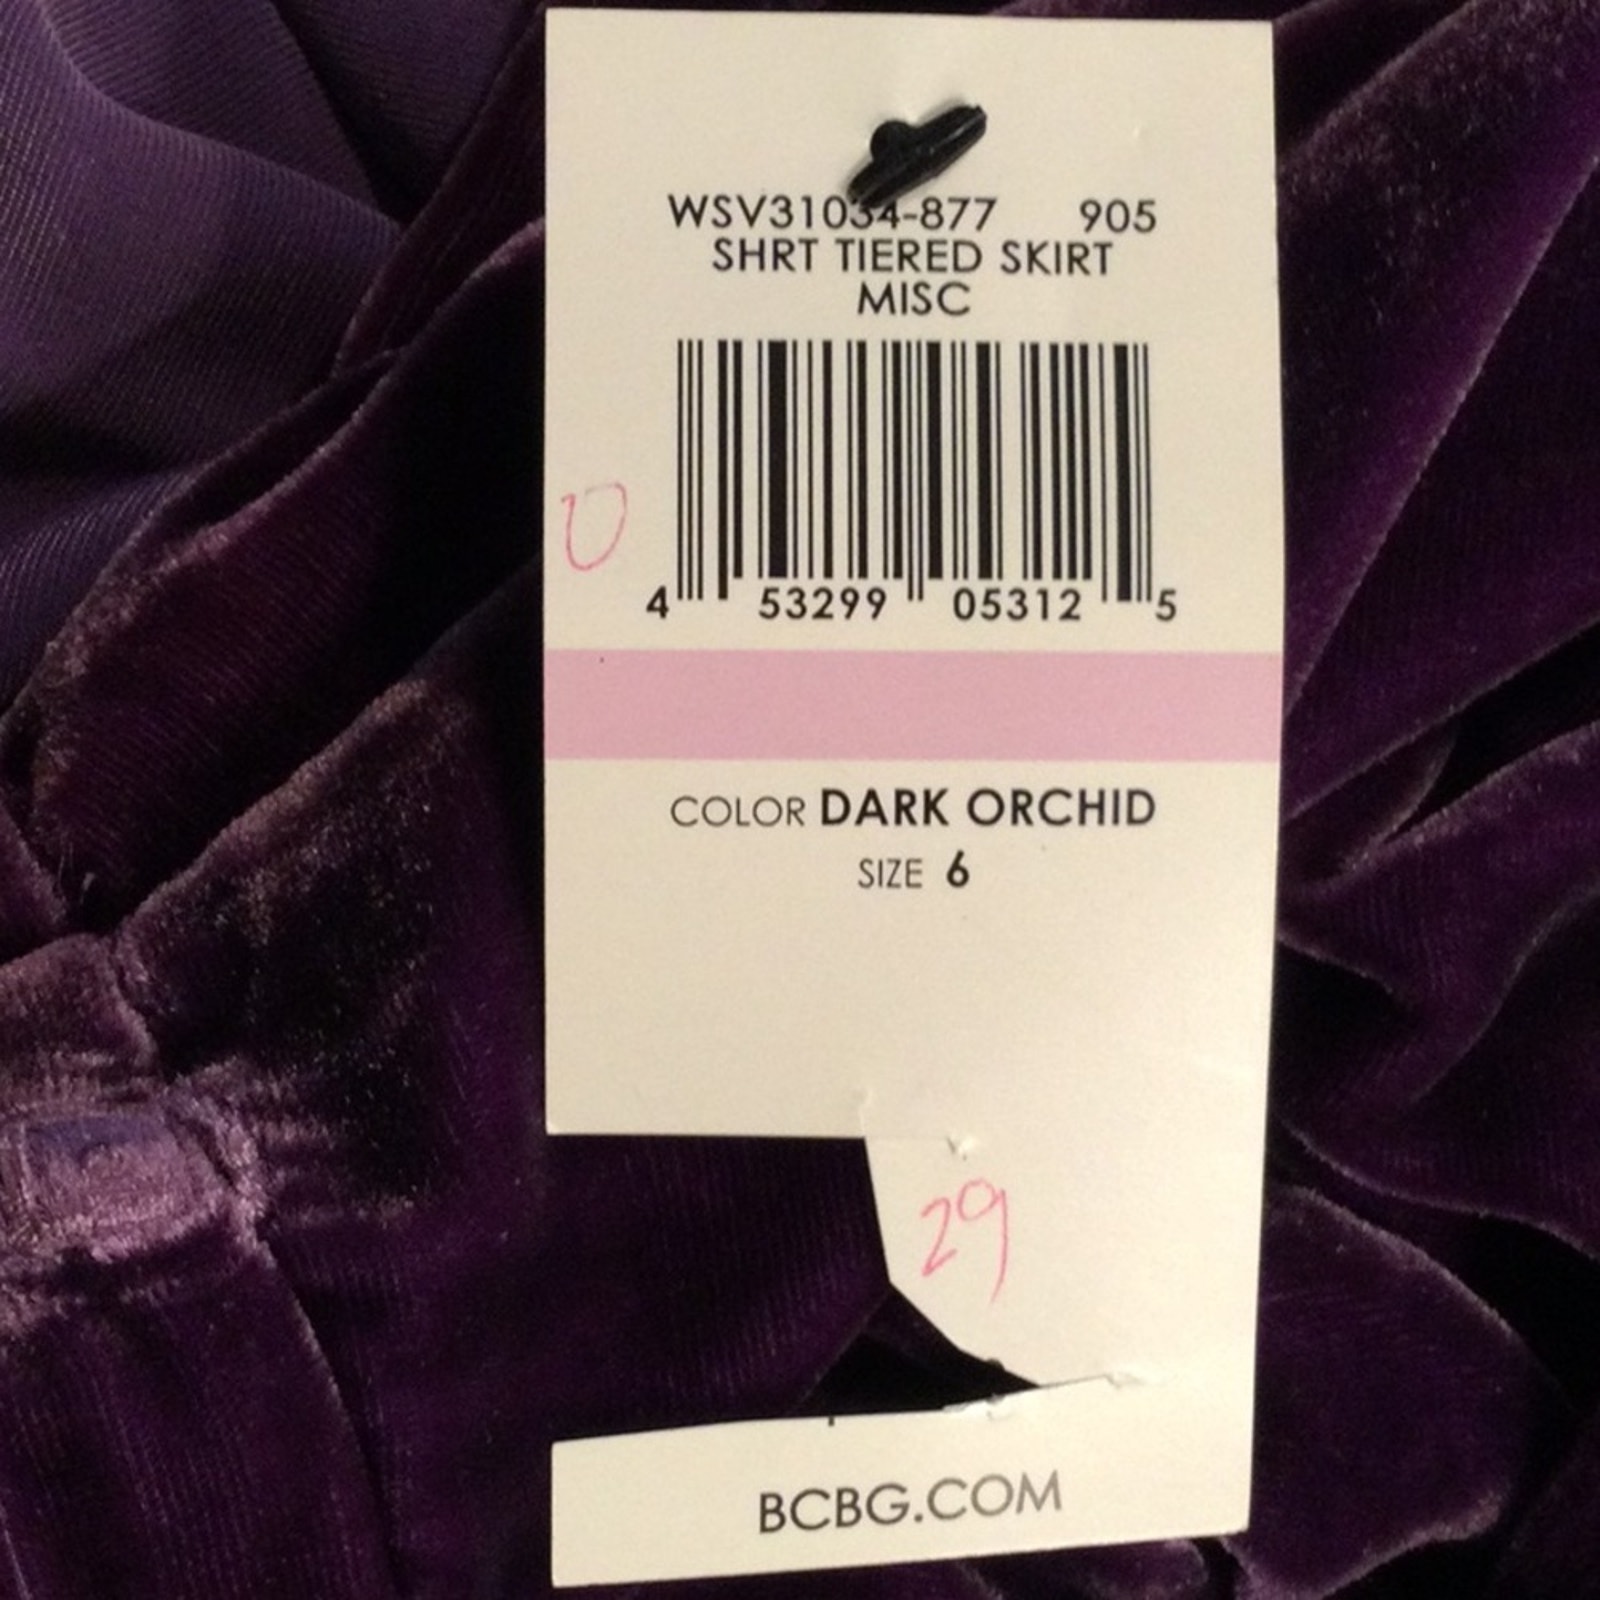 WSV31034-877 905
SHRT TIERED SKIRT
MISC
4 53299 05312 5
COLOR DARK ORCHID
SIZE 6
29
BCBG.COM